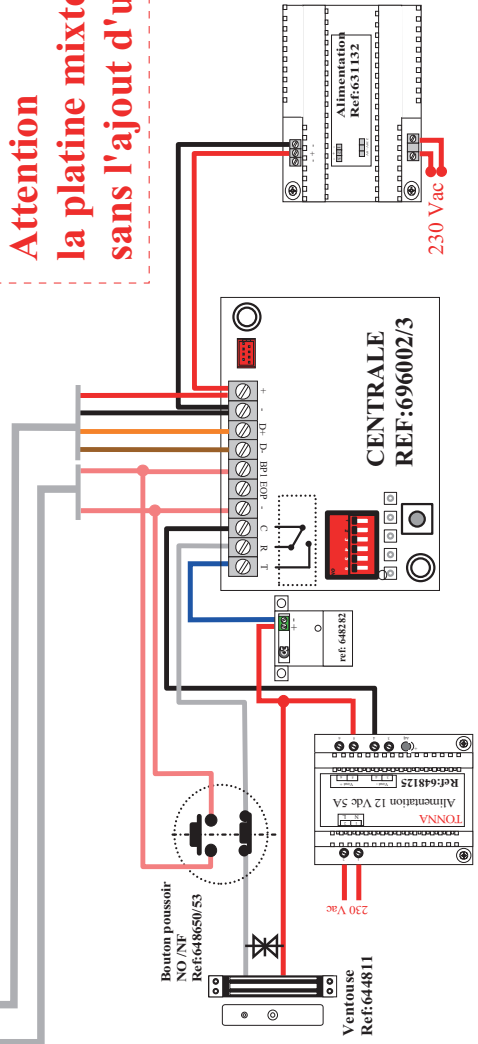 Attention
la platine mixte
sans l'ajout d'u
Alimentation
Ref:631132
- + -
230 Vac
CENTRALE
REF:696002/3
+
-
D+
D-
BP1
EOP
-
C
R
T
- +
ref: 648282
TONNA
Alimentation 12 Vdc 5A
Ref:648125
N L
230 Vac
Bouton poussoir
NO /NF
Ref:648650/53
Ventouse
Ref:644811